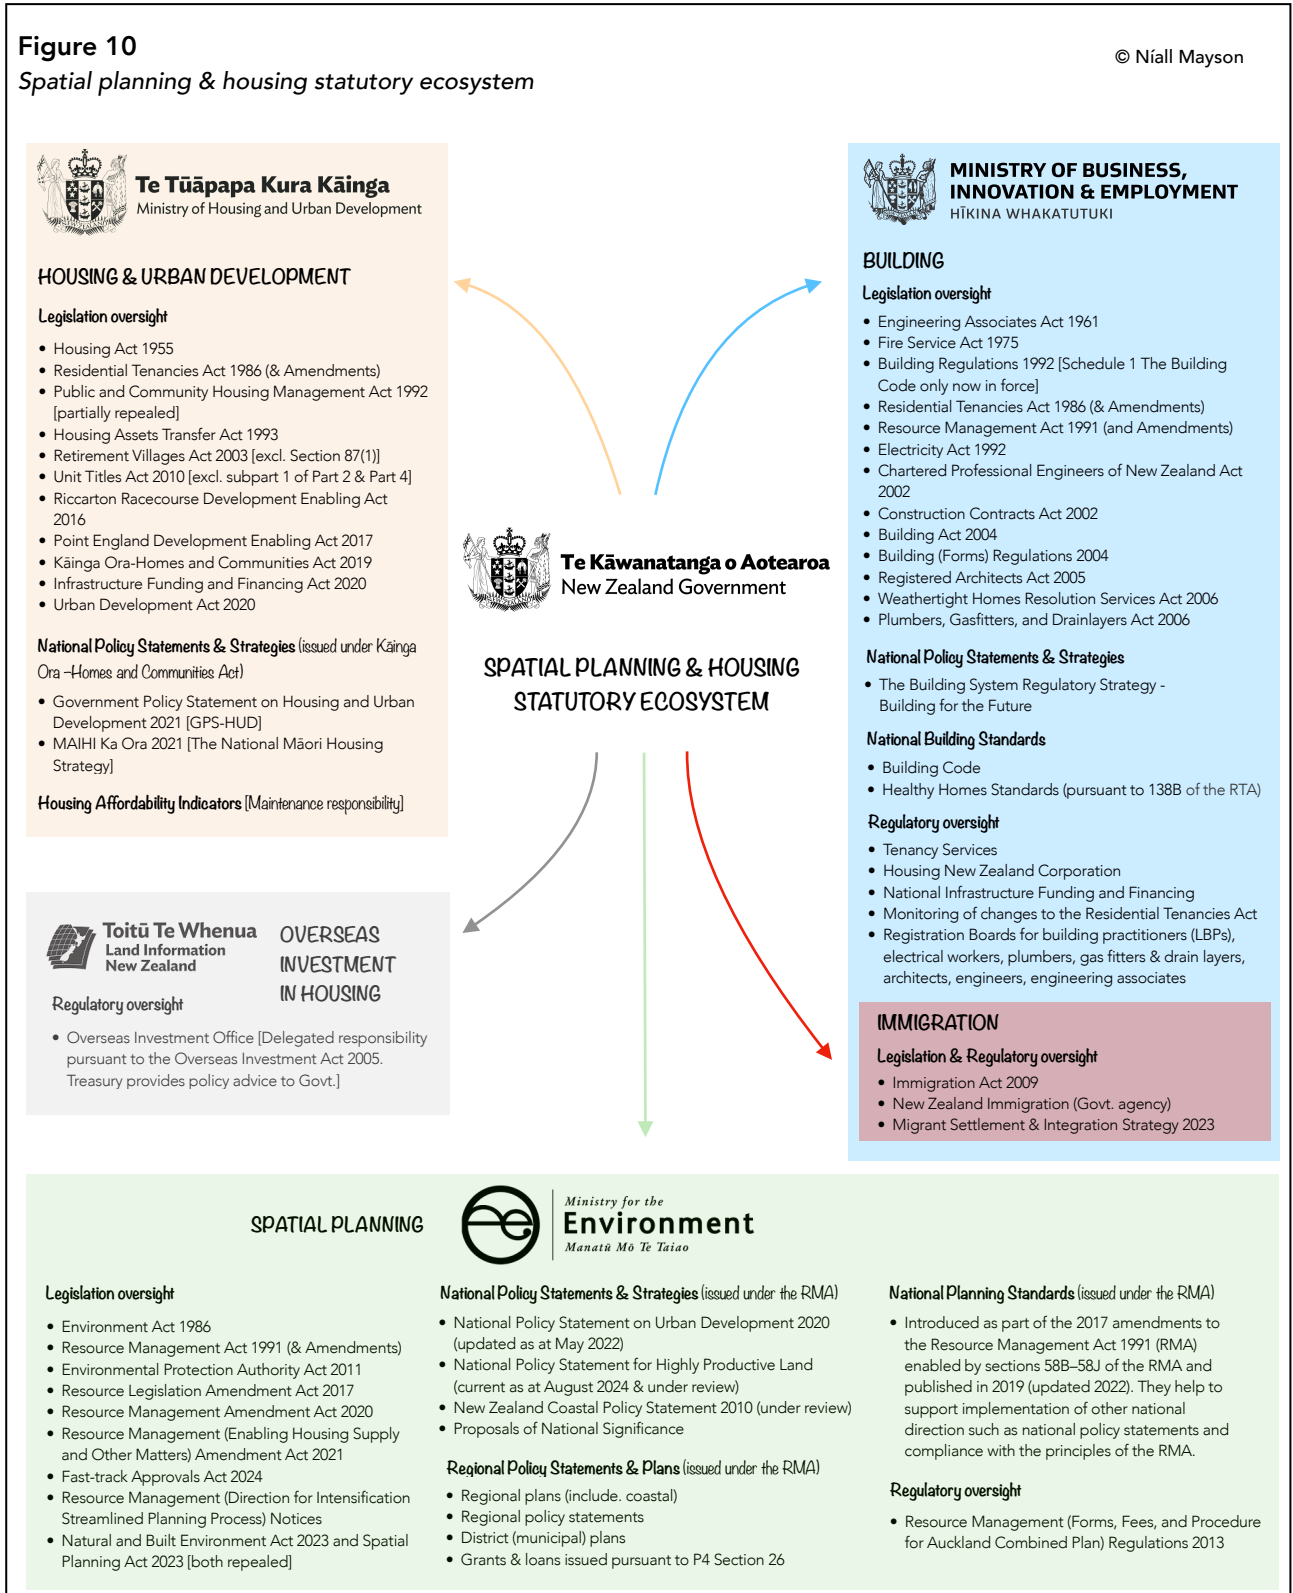 Figure 10
Spatial planning & housing statutory ecosystem
© Níall Mayson
Te Tūāpapa Kura Kāinga
Ministry of Housing and Urban Development
HOUSING & URBAN DEVELOPMENT
Legislation oversight
• Housing Act 1955
• Residential Tenancies Act 1986 (& Amendments)
• Public and Community Housing Management Act 1992
[partially repealed]
• Housing Assets Transfer Act 1993
• Retirement Villages Act 2003 [excl. Section 87(1)]
• Unit Titles Act 2010 [excl. subpart 1 of Part 2 & Part 4]
• Riccarton Racecourse Development Enabling Act
2016
• Point England Development Enabling Act 2017
• Kāinga Ora-Homes and Communities Act 2019
• Infrastructure Funding and Financing Act 2020
• Urban Development Act 2020
National Policy Statements & Strategies (issued under Kāinga
Ora –Homes and Communities Act)
• Government Policy Statement on Housing and Urban
Development 2021 [GPS-HUD]
• MAIHI Ka Ora 2021 [The National Māori Housing
Strategy]
Housing Affordability Indicators [Maintenance responsibility]
MINISTRY OF BUSINESS,
INNOVATION & EMPLOYMENT
HĪKINA WHAKATUTUKI
BUILDING
Legislation oversight
• Engineering Associates Act 1961
• Fire Service Act 1975
• Building Regulations 1992 [Schedule 1 The Building
Code only now in force]
• Residential Tenancies Act 1986 (& Amendments)
• Resource Management Act 1991 (and Amendments)
• Electricity Act 1992
• Chartered Professional Engineers of New Zealand Act
2002
• Construction Contracts Act 2002
• Building Act 2004
• Building (Forms) Regulations 2004
• Registered Architects Act 2005
• Weathertight Homes Resolution Services Act 2006
• Plumbers, Gasfitters, and Drainlayers Act 2006
National Policy Statements & Strategies
• The Building System Regulatory Strategy -
Building for the Future
National Building Standards
• Building Code
• Healthy Homes Standards (pursuant to 138B of the RTA)
Regulatory oversight
• Tenancy Services
• Housing New Zealand Corporation
• National Infrastructure Funding and Financing
• Monitoring of changes to the Residential Tenancies Act
• Registration Boards for building practitioners (LBPs),
electrical workers, plumbers, gas fitters & drain layers,
architects, engineers, engineering associates
IMMIGRATION
Legislation & Regulatory oversight
• Immigration Act 2009
• New Zealand Immigration (Govt. agency)
• Migrant Settlement & Integration Strategy 2023
Te Kāwanatanga o Aotearoa
New Zealand Government
SPATIAL PLANNING & HOUSING
STATUTORY ECOSYSTEM
Toitū Te Whenua
Land Information
New Zealand
OVERSEAS
INVESTMENT
IN HOUSING
Regulatory oversight
• Overseas Investment Office [Delegated responsibility
pursuant to the Overseas Investment Act 2005.
Treasury provides policy advice to Govt.]
SPATIAL PLANNING
Ministry for the
Environment
Manatū Mō Te Taiao
Legislation oversight
• Environment Act 1986
• Resource Management Act 1991 (& Amendments)
• Environmental Protection Authority Act 2011
• Resource Legislation Amendment Act 2017
• Resource Management Amendment Act 2020
• Resource Management (Enabling Housing Supply
and Other Matters) Amendment Act 2021
• Fast-track Approvals Act 2024
• Resource Management (Direction for Intensification
Streamlined Planning Process) Notices
• Natural and Built Environment Act 2023 and Spatial
Planning Act 2023 [both repealed]
National Policy Statements & Strategies (issued under the RMA)
• National Policy Statement on Urban Development 2020
(updated as at May 2022)
• National Policy Statement for Highly Productive Land
(current as at August 2024 & under review)
• New Zealand Coastal Policy Statement 2010 (under review)
• Proposals of National Significance
Regional Policy Statements & Plans (issued under the RMA)
• Regional plans (include. coastal)
• Regional policy statements
• District (municipal) plans
• Grants & loans issued pursuant to P4 Section 26
National Planning Standards (issued under the RMA)
• Introduced as part of the 2017 amendments to
the Resource Management Act 1991 (RMA)
enabled by sections 58B–58J of the RMA and
published in 2019 (updated 2022). They help to
support implementation of other national
direction such as national policy statements and
compliance with the principles of the RMA.
Regulatory oversight
• Resource Management (Forms, Fees, and Procedure
for Auckland Combined Plan) Regulations 2013